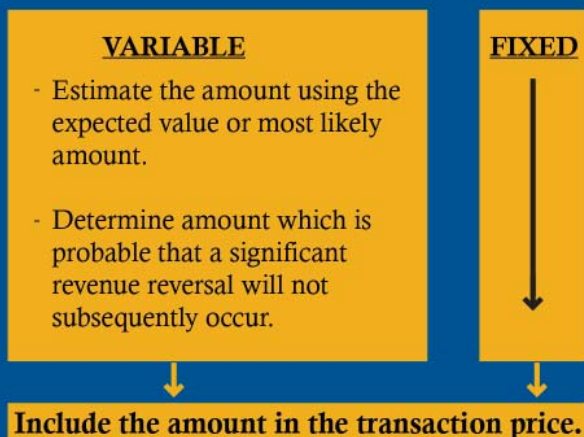 VARIABLE
- Estimate the amount using the
expected value or most likely
amount.
- Determine amount which is
probable that a significant
revenue reversal will not
subsequently occur.
FIXED
Include the amount in the transaction price.